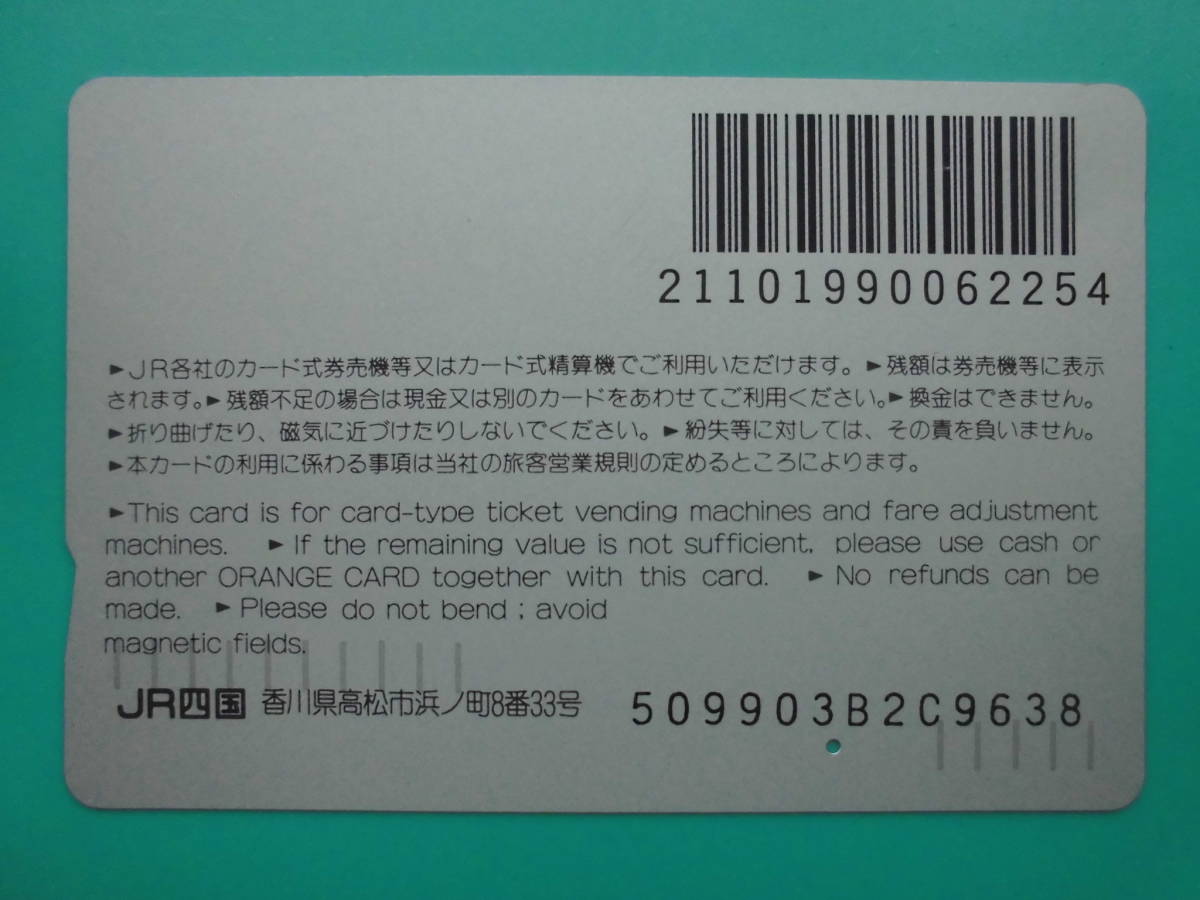 21101990062254
►JR各社のカード式券売機等又はカード式精算機でご利用いただけます。►残額は券売機等に表示
されます。►残額不足の場合は現金又は別のカードをあわせてご利用ください。►換金はできません。
►折り曲げたり、磁気に近づけたりしないでください。►紛失等に対しては、その責を負いません。
►本カードの利用に係わる事項は当社の旅客営業規則の定めるところによります。
►This card is for card-type ticket vending machines and fare adjustment
machines. ►If the remaining value is not sufficient, please use cash or
another ORANGE CARD together with this card. ►No refunds can be
made. ►Please do not bend ; avoid
magnetic fields.
JR四国 香川県高松市浜ノ町8番33号 509903B2C9638